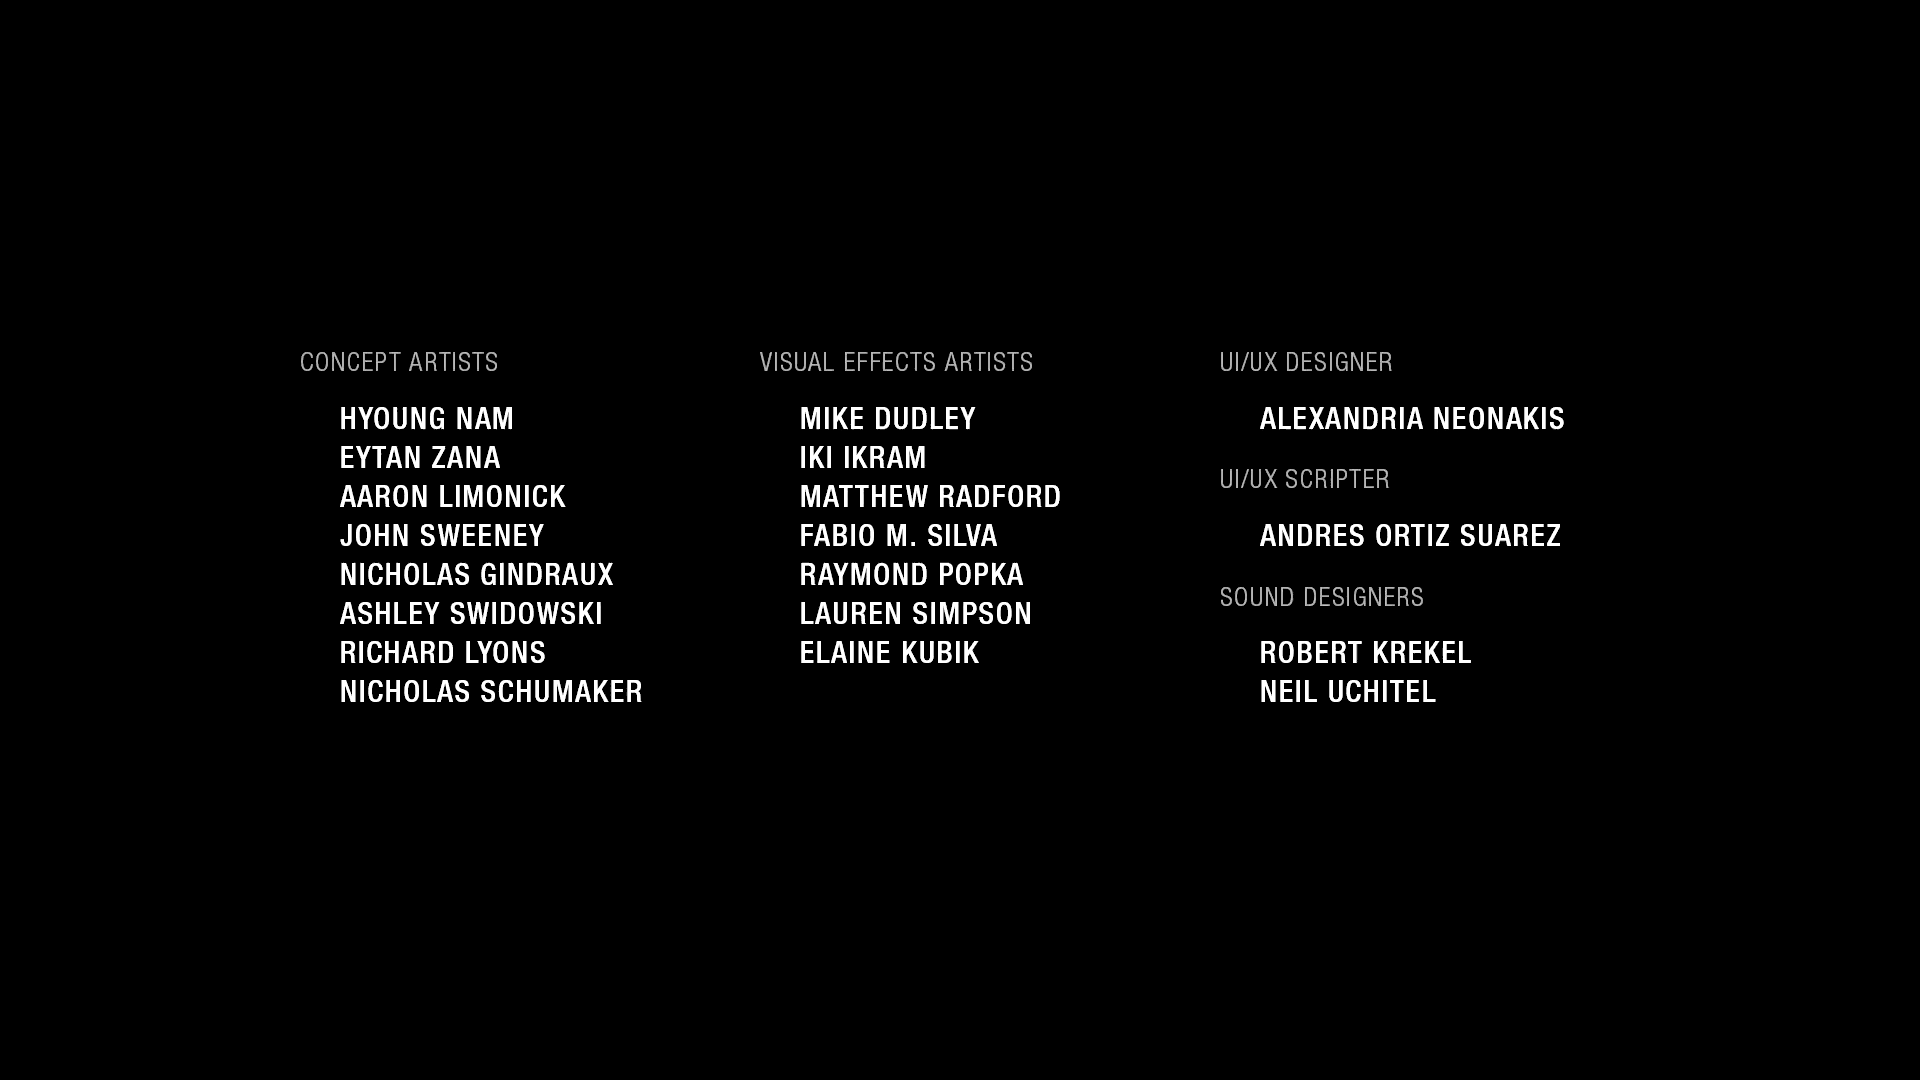 CONCEPT ARTISTS
HYOUNG NAM
EYTAN ZANA
AARON LIMONICK
JOHN SWEENEY
NICHOLAS GINDRAUX
ASHLEY SWIDOWSKI
RICHARD LYONS
NICHOLAS SCHUMAKER
VISUAL EFFECTS ARTISTS
MIKE DUDLEY
IKI IKRAM
MATTHEW RADFORD
FABIO M. SILVA
RAYMOND POPKA
LAUREN SIMPSON
ELAINE KUBIK
UI/UX DESIGNER
ALEXANDRIA NEONAKIS
UI/UX SCRIPTER
ANDRES ORTIZ SUAREZ
SOUND DESIGNERS
ROBERT KREKEL
NEIL UCHITEL